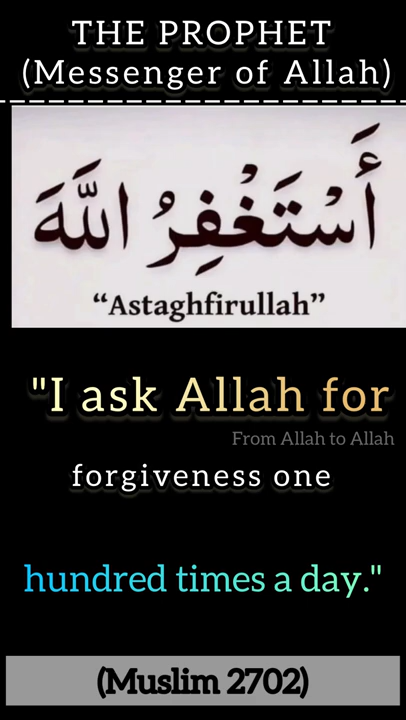 THE PROPHET
(Messenger of Allah)
أَسْتَغْفِرُ اللَّهَ
“Astaghfirullah”
"I ask Allah for
From Allah to Allah
forgiveness one
hundred times a day."
(Muslim 2702)